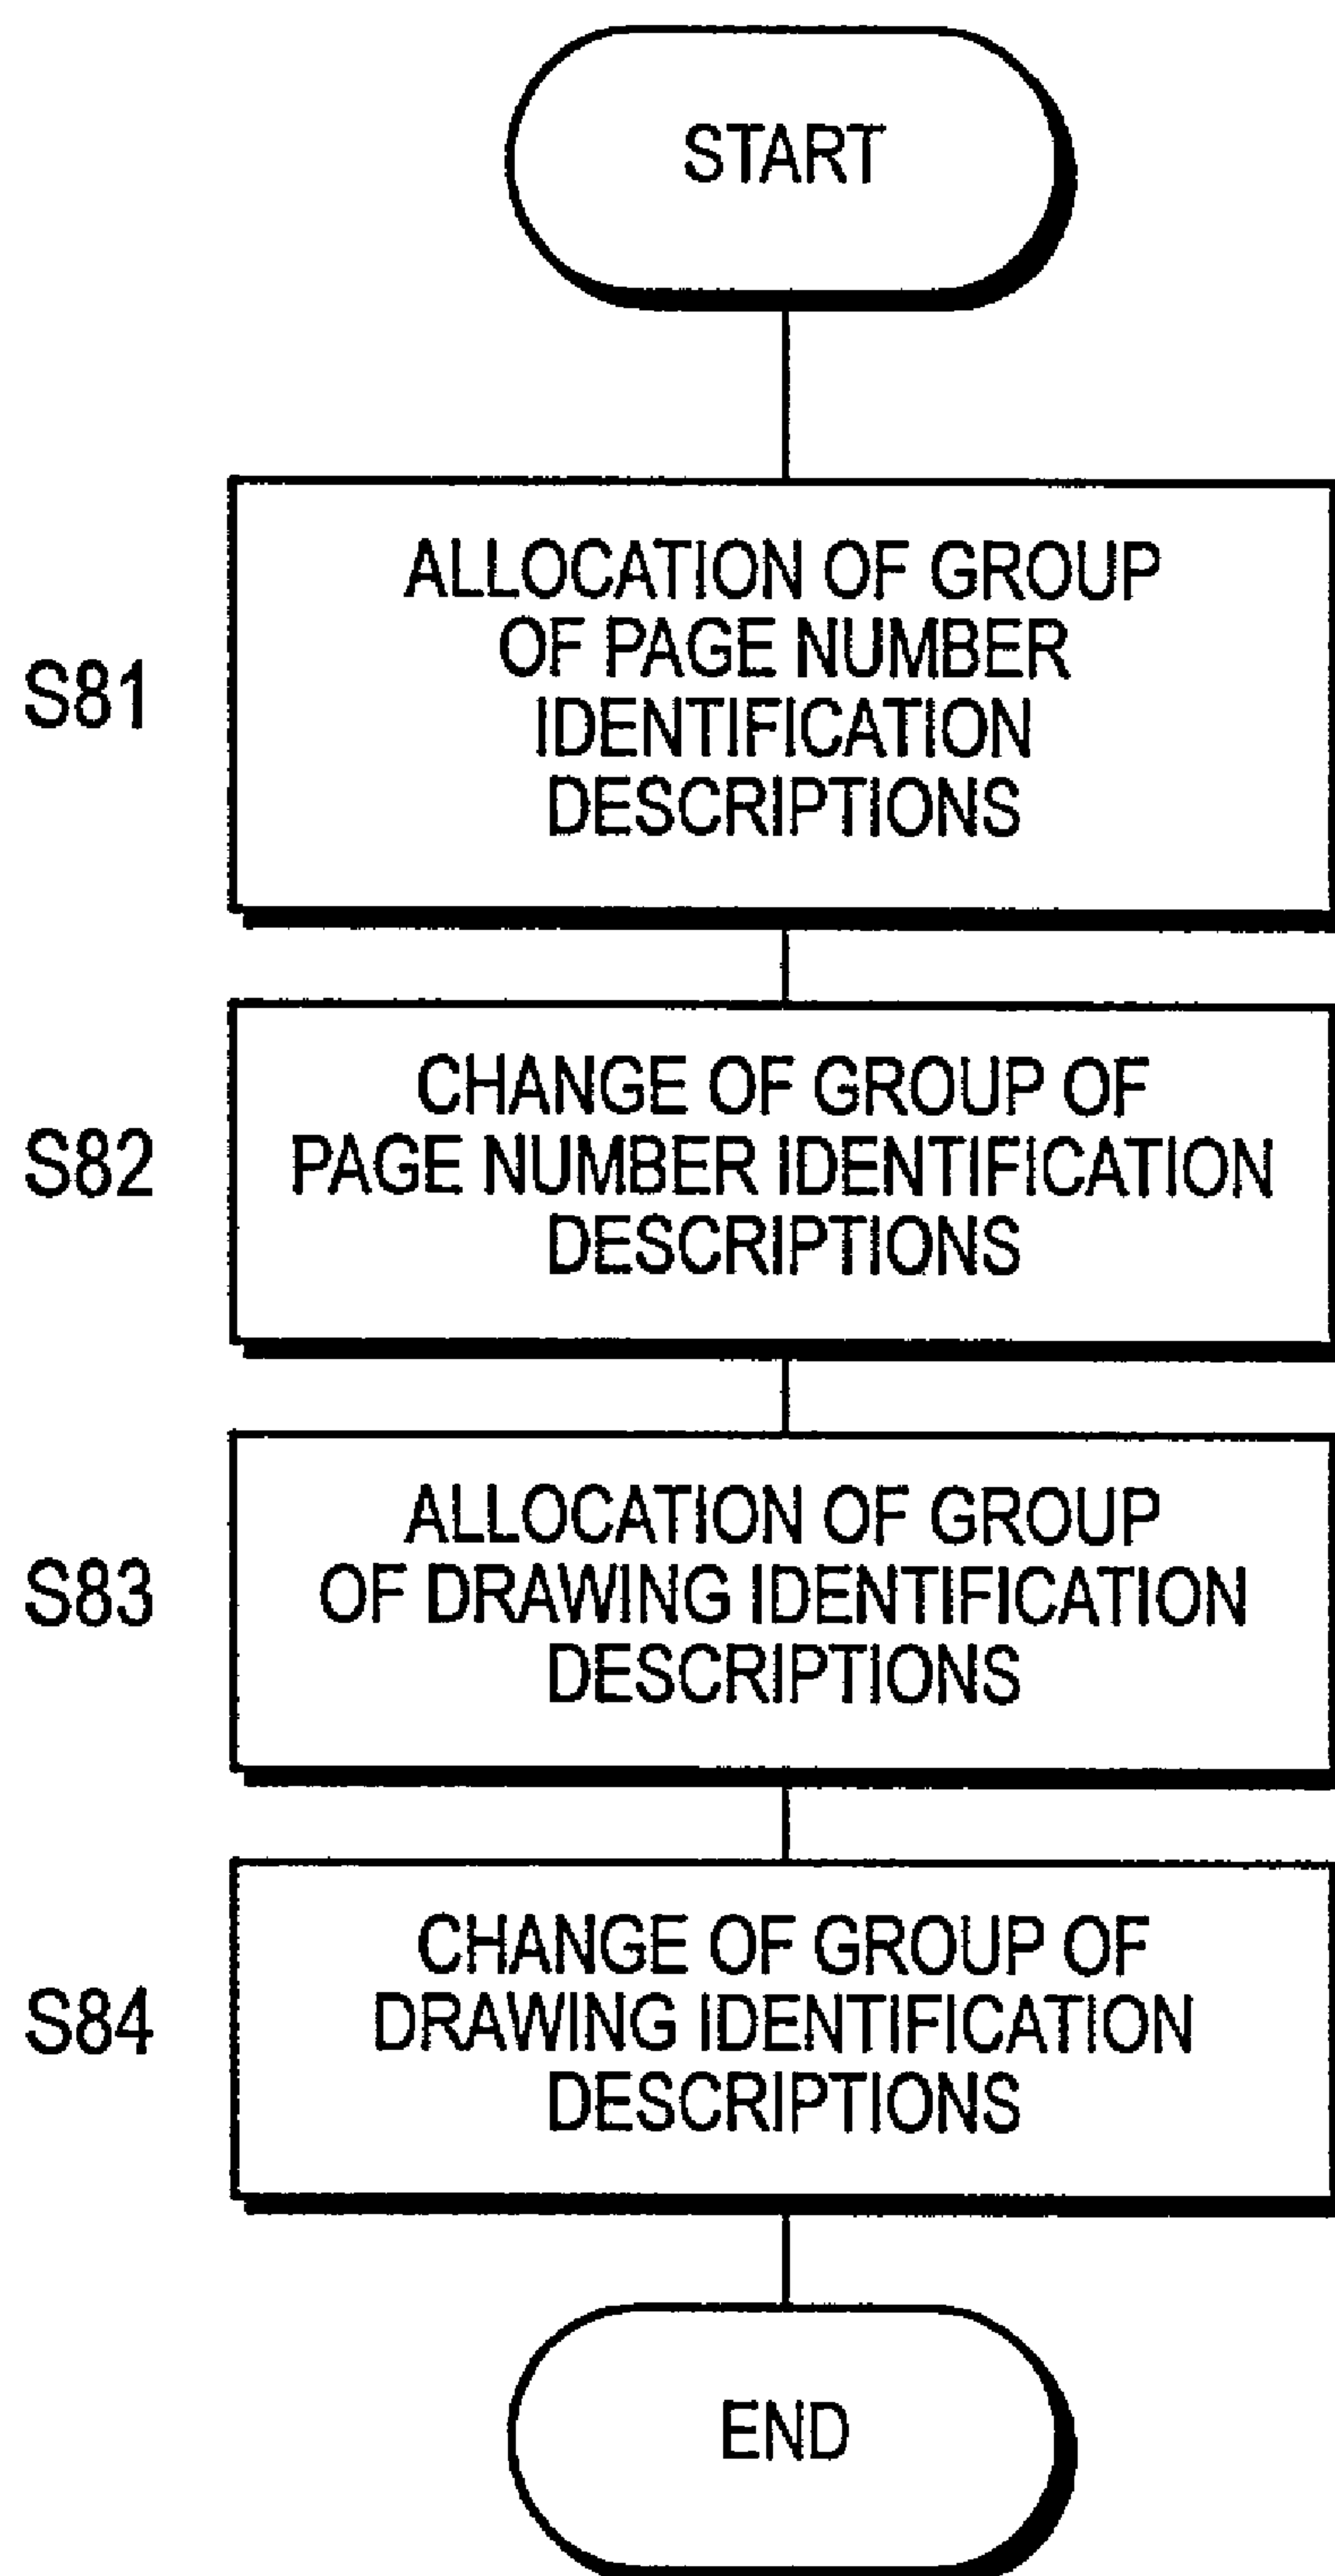 START
S81
ALLOCATION OF GROUP
OF PAGE NUMBER
IDENTIFICATION
DESCRIPTIONS
S82
CHANGE OF GROUP OF
PAGE NUMBER IDENTIFICATION
DESCRIPTIONS
S83
ALLOCATION OF GROUP
OF DRAWING IDENTIFICATION
DESCRIPTIONS
S84
CHANGE OF GROUP OF
DRAWING IDENTIFICATION
DESCRIPTIONS
END